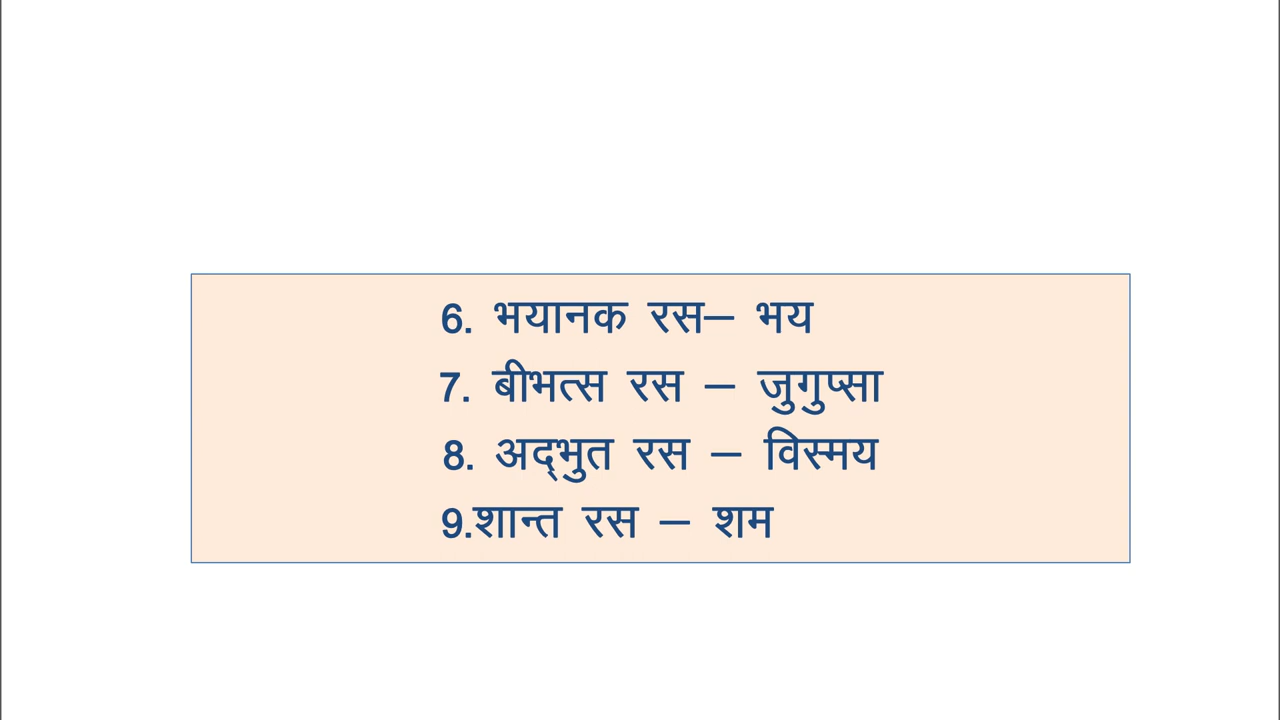 6. भयानक रस– भय
7. बीभत्स रस – जुगुप्सा
8. अद्‌भुत रस – विस्मय
9.शान्त रस – शम